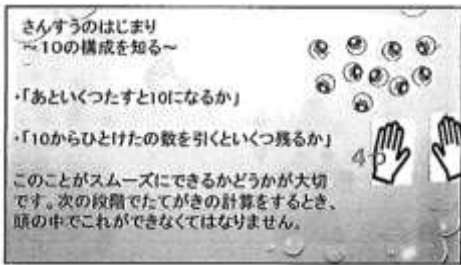 さんすうのはじまり
～10の構成を知る～
・「あといくつたすと10になるか」
・「10からひとけたの数を引くといくつ残るか」
このことがスムーズにできるかどうかが大切
です。次の段階でたてがきの計算をするとき、
頭の中でこれができなくてはなりません。